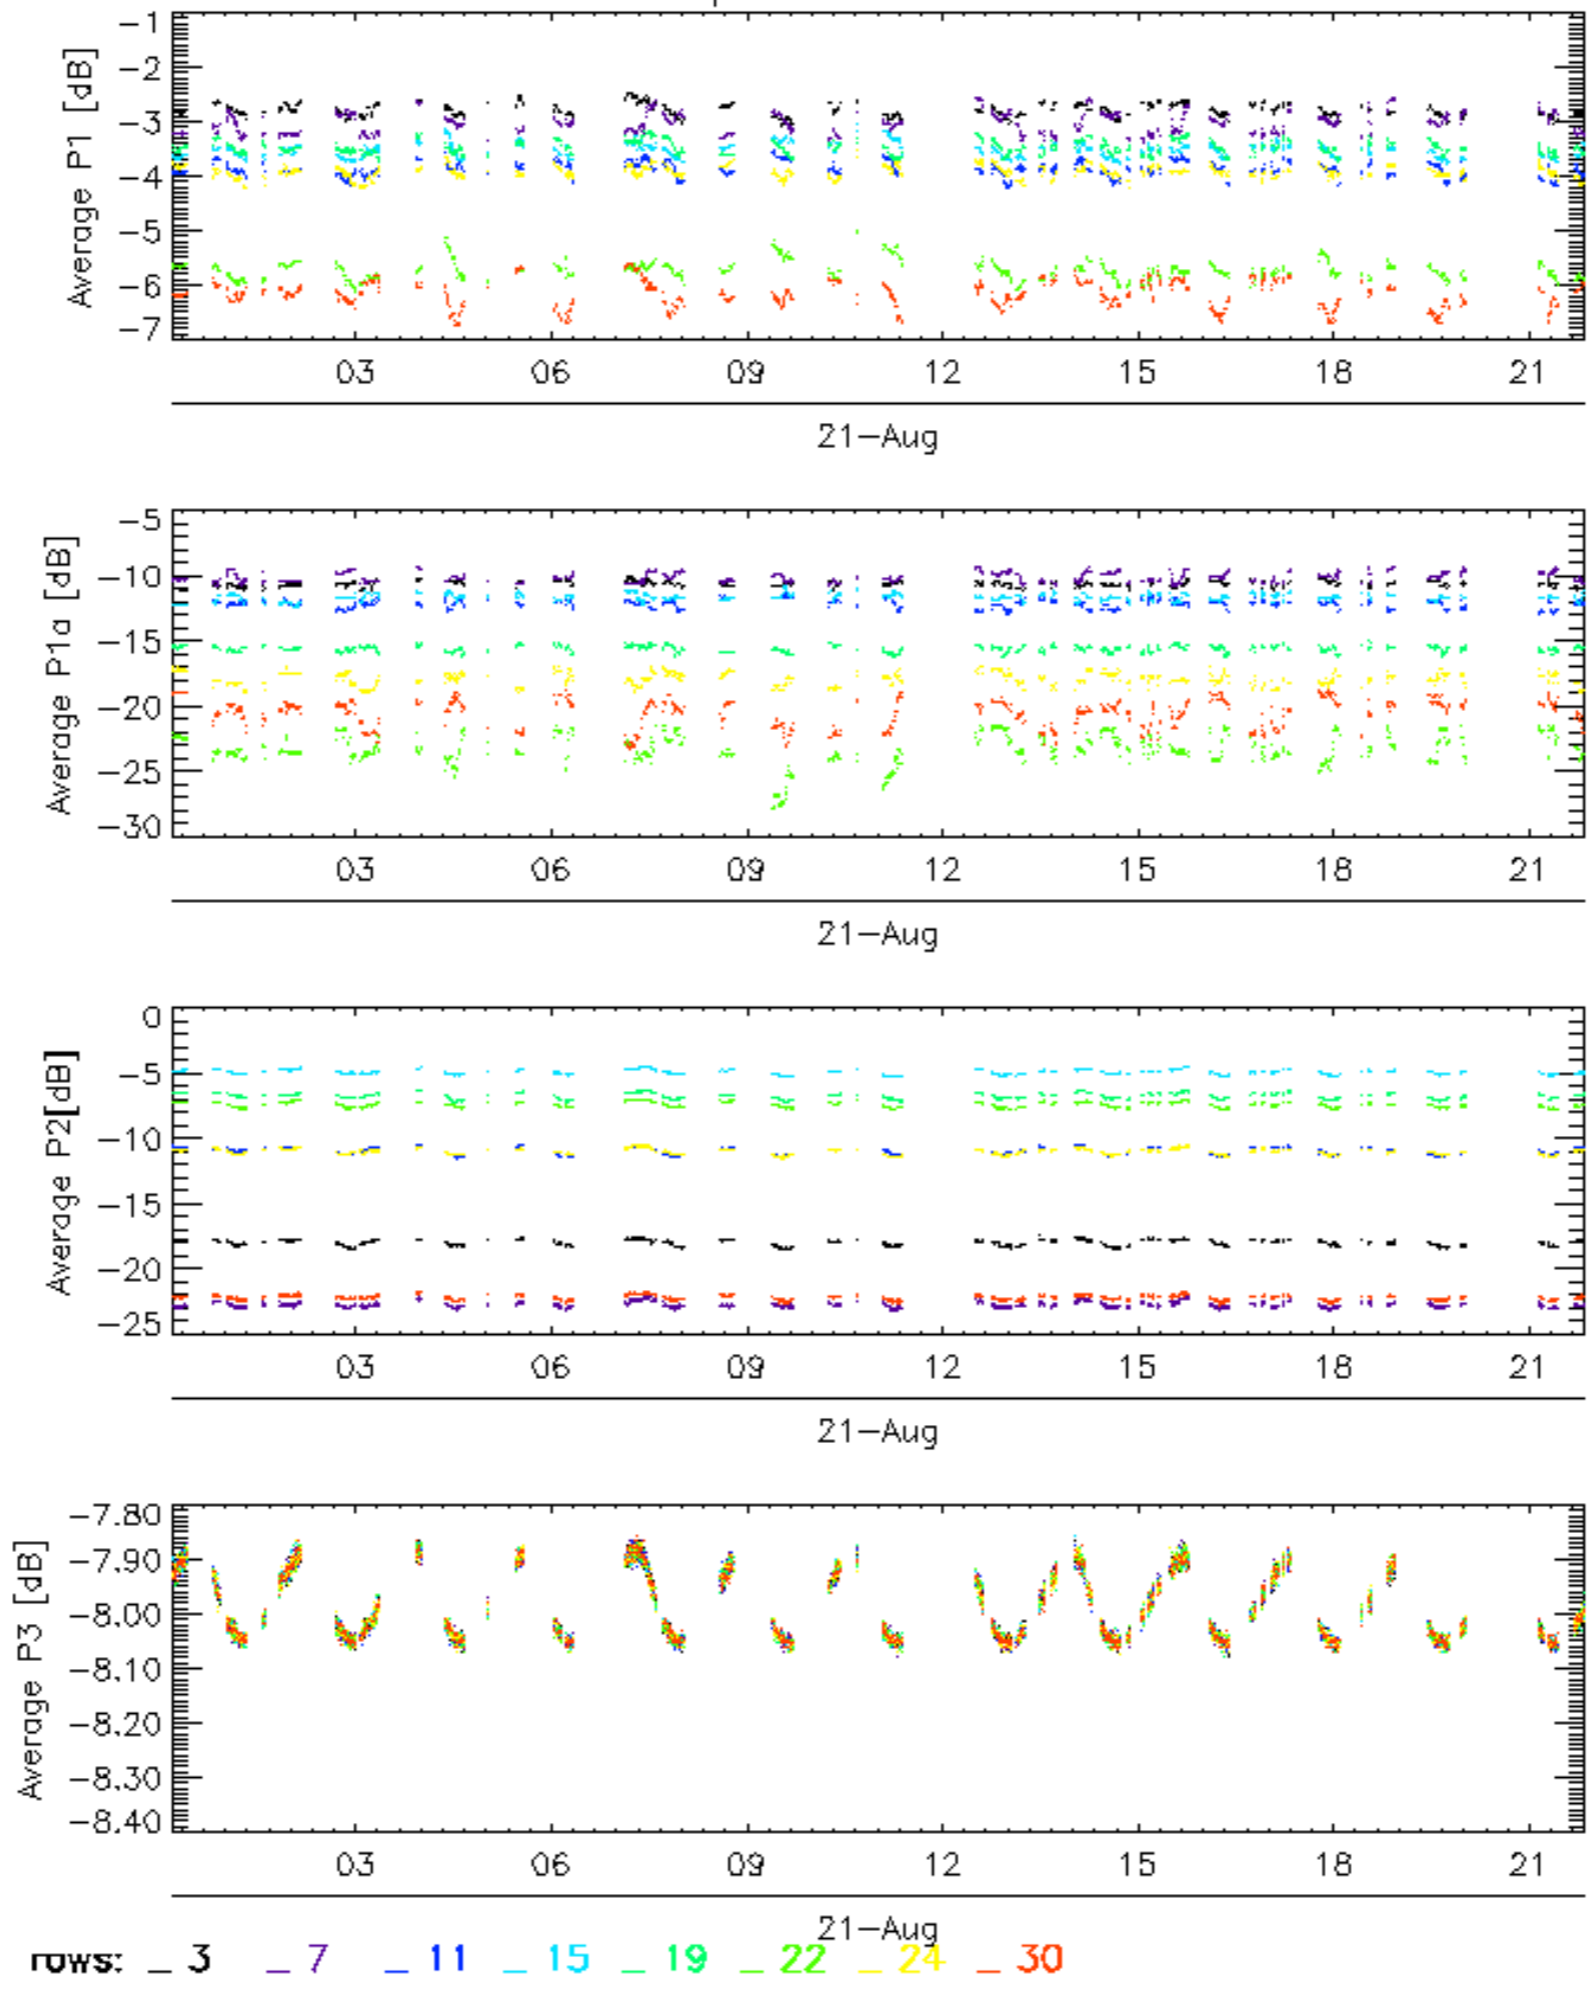 Average P1 [dB]
-1
-2
-3
-4
-5
-6
-7
03 06 09 12 15 18 21
21-Aug
Average P1a [dB]
-5
-10
-15
-20
-25
-30
03 06 09 12 15 18 21
21-Aug
Average P2[dB]
0
-5
-10
-15
-20
-25
03 06 09 12 15 18 21
21-Aug
Average P3 [dB]
-7.80
-7.90
-8.00
-8.10
-8.20
-8.30
-8.40
03 06 09 12 15 18 21
21-Aug
rows: _ 3 _ 7 _ 11 _ 15 _ 19 _ 22 _ 24 _ 30